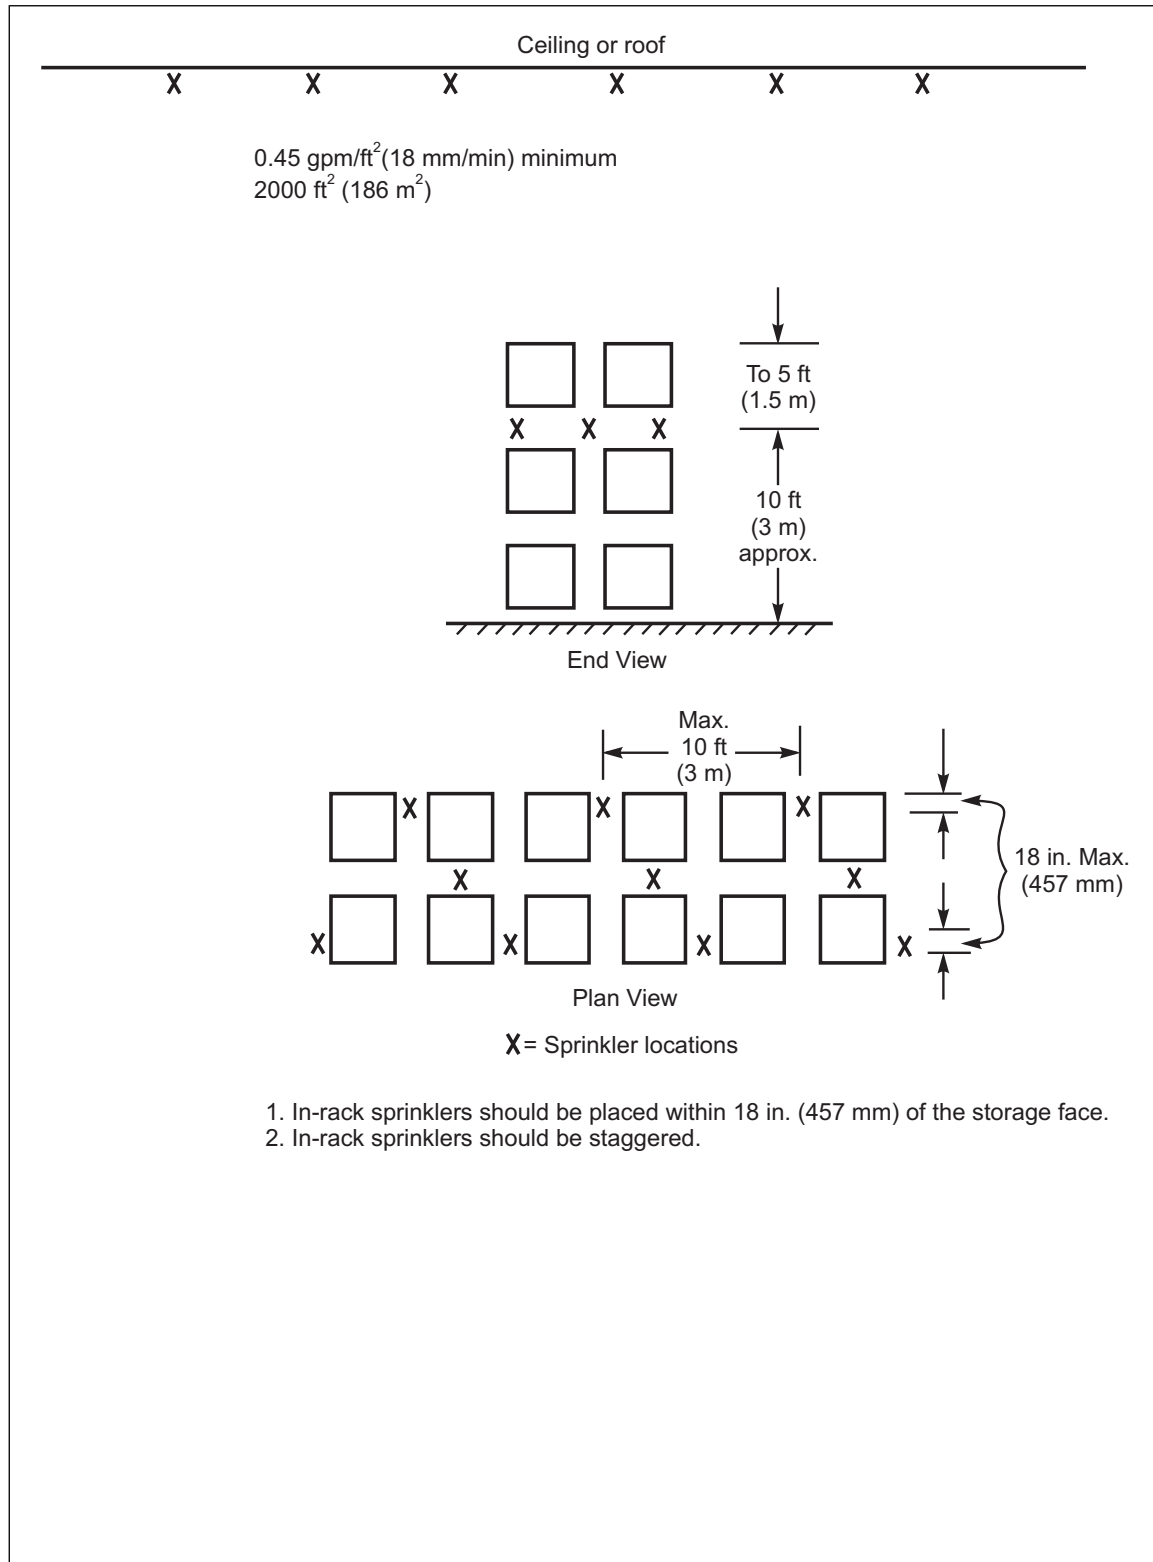 Ceiling or roof
X X X X X X
0.45 gpm/ft²(18 mm/min) minimum
2000 ft² (186 m²)
To 5 ft
(1.5 m)
X X X
10 ft
(3 m)
approx.
End View
Max.
10 ft
(3 m)
X X X
18 in. Max.
(457 mm)
X X X
X X X X
Plan View
X = Sprinkler locations
1. In-rack sprinklers should be placed within 18 in. (457 mm) of the storage face.
2. In-rack sprinklers should be staggered.